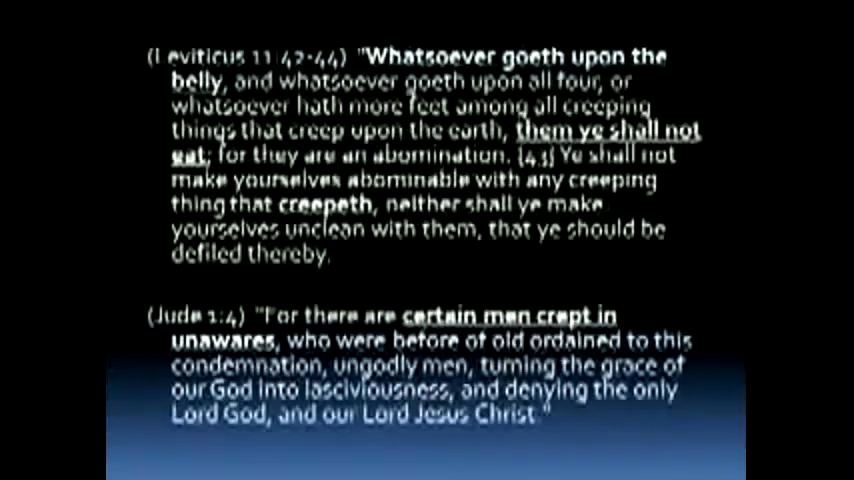 (Leviticus 11:42-44) "Whatsoever goeth upon the
belly, and whatsoever goeth upon all four, or
whatsoever hath more feet among all creeping
things that creep upon the earth, them ye shall not
eat; for they are an abomination. {43} Ye shall not
make yourselves abominable with any creeping
thing that creepeth, neither shall ye make
yourselves unclean with them, that ye should be
defiled thereby.
(Jude 1:4) "For there are certain men crept in
unawares, who were before of old ordained to this
condemnation, ungodly men, turning the grace of
our God into lasciviousness, and denying the only
Lord God, and our Lord Jesus Christ."